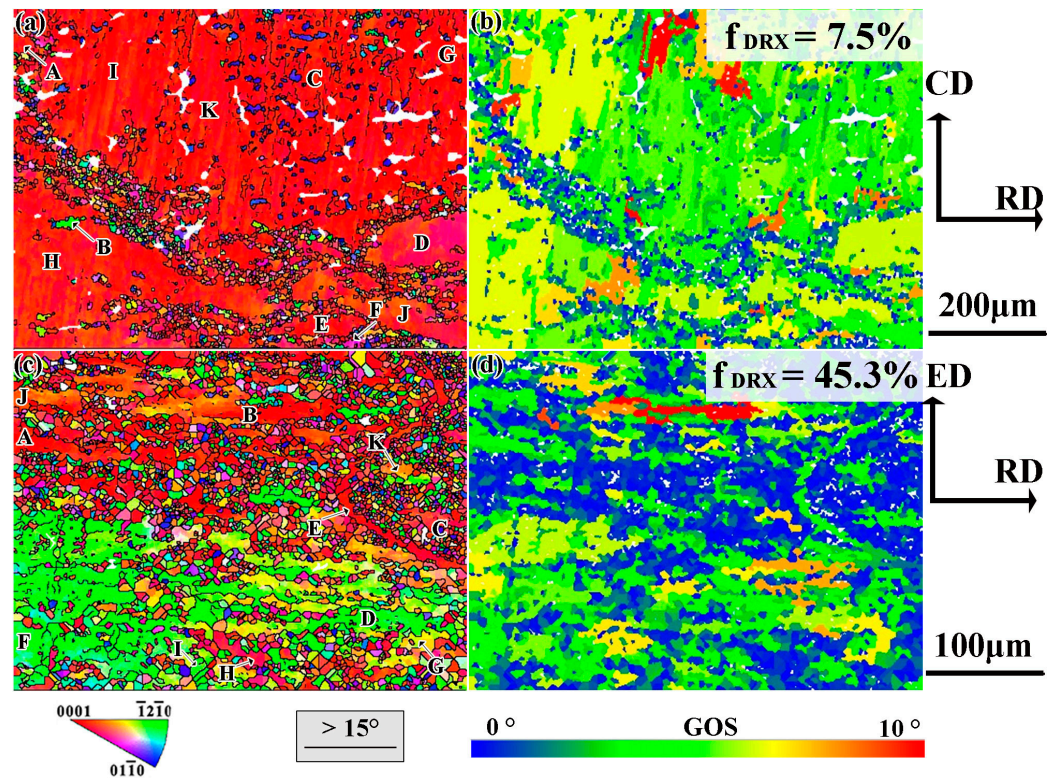 (a)
A
I
C
G
K
B
H
D
F
E
J
(b)
f DRX = 7.5%
CD
RD
200μm
(c)
J
B
A
K
E
C
D
F
I
H
G
(d)
f DRX = 45.3%
ED
RD
100μm
0001
1̅21̅0
011̅0
> 15°
0 °
GOS
10 °